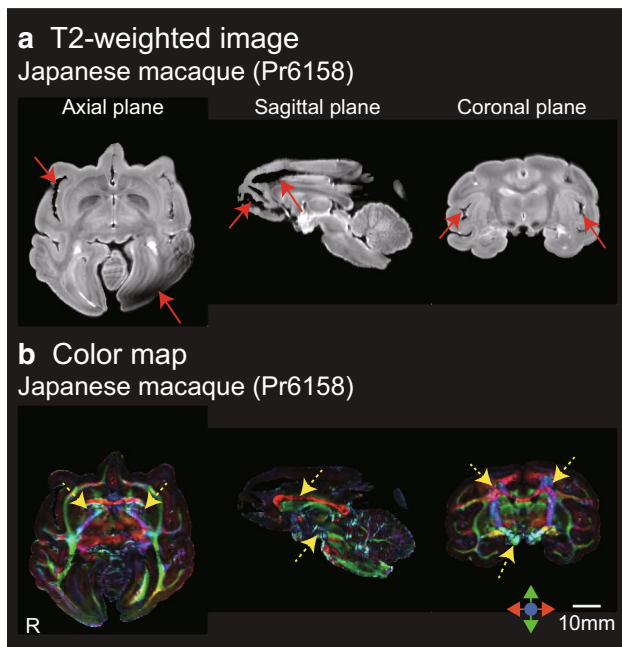 a T2-weighted image
Japanese macaque (Pr6158)
Axial plane
Sagittal plane
Coronal plane
b Color map
Japanese macaque (Pr6158)
R
10mm